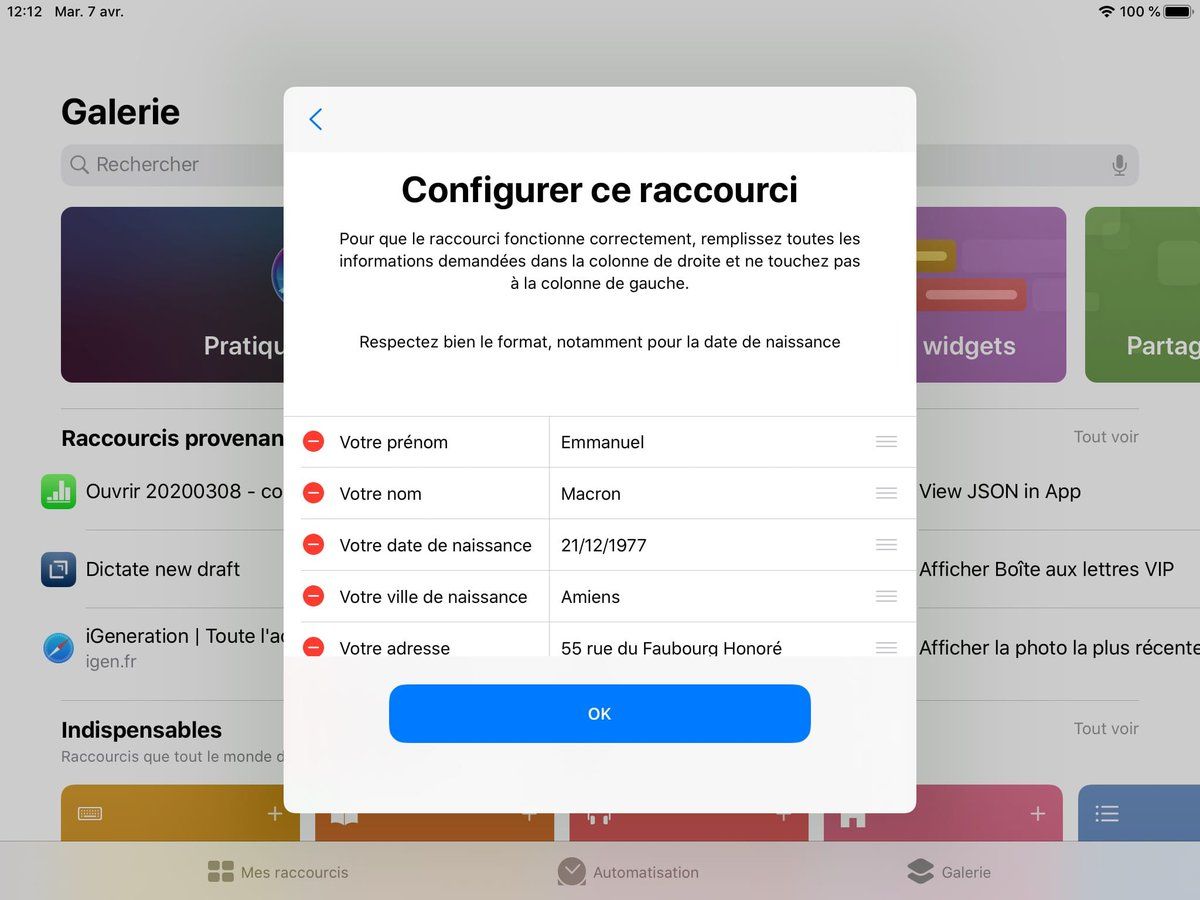 12:12 Mar. 7 avr.
100 %
Galerie
Rechercher
Configurer ce raccourci
Pour que le raccourci fonctionne correctement, remplissez toutes les
informations demandées dans la colonne de droite et ne touchez pas
à la colonne de gauche.
Respectez bien le format, notamment pour la date de naissance
Pratiqu
widgets
Partag
Votre prénom Emmanuel
Votre nom Macron
Votre date de naissance 21/12/1977
Votre ville de naissance Amiens
Votre adresse 55 rue du Faubourg Honoré
OK
Raccourcis provenan
Tout voir
Ouvrir 20200308 - co
View JSON in App
Dictate new draft
Afficher Boîte aux lettres VIP
iGeneration | Toute l'ac
igen.fr
Afficher la photo la plus récente
Indispensables
Tout voir
Raccourcis que tout le monde d
Mes raccourcis
Automatisation
Galerie